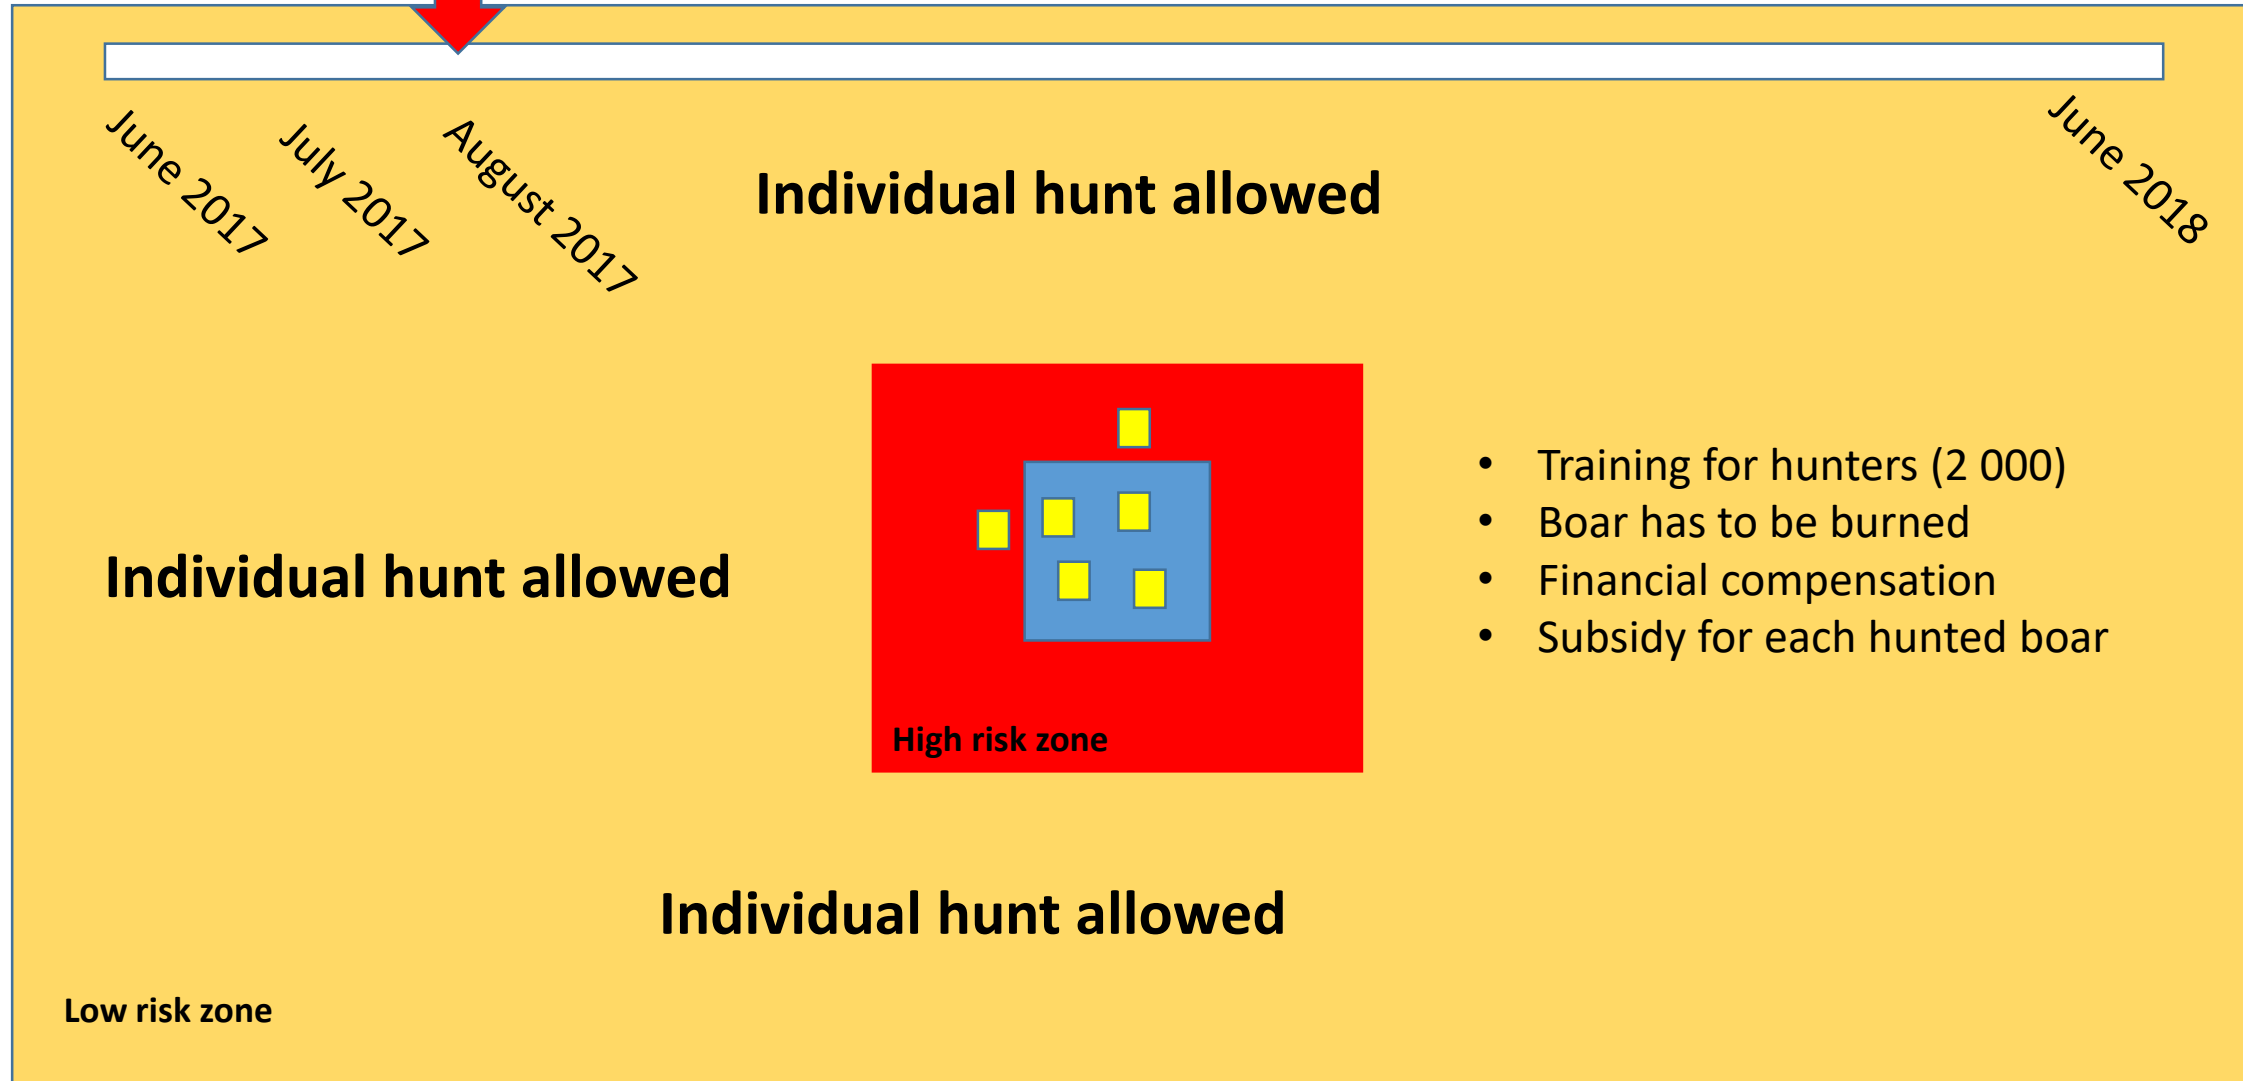 June 2017
July 2017
August 2017
June 2018
Individual hunt allowed
Individual hunt allowed
High risk zone
• Training for hunters (2 000)
• Boar has to be burned
• Financial compensation
• Subsidy for each hunted boar
Individual hunt allowed
Low risk zone